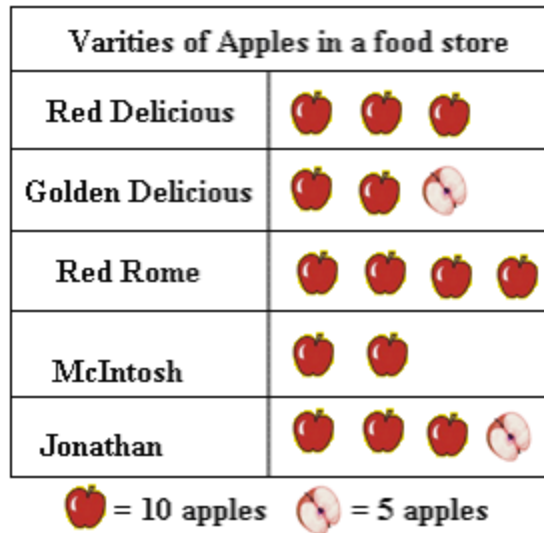 Varities of Apples in a food store
Red Delicious
Golden Delicious
Red Rome
McIntosh
Jonathan
= 10 apples = 5 apples